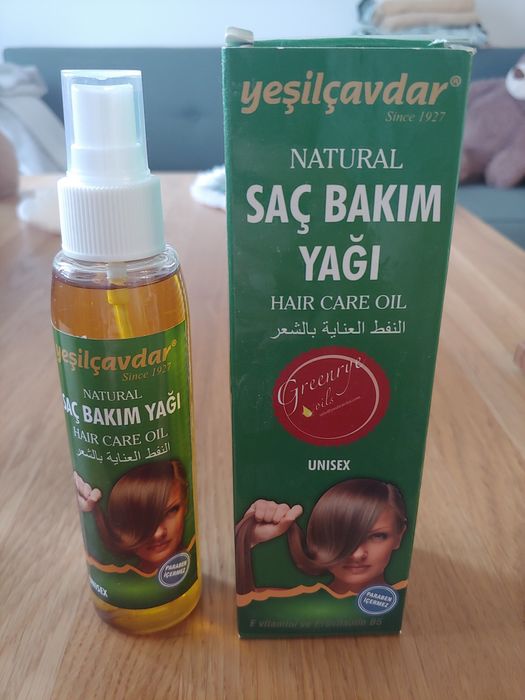 yeşilçavdar®
Since 1927
NATURAL
SAÇ BAKIM YAĞI
HAIR CARE OIL
النفط العناية بالشعر
PARABEN
İÇERMEZ
UNISEX
yeşilçavdar®
Since 1927
NATURAL
SAÇ BAKIM
YAĞI
HAIR CARE OIL
النفط العناية بالشعر
Greenrye
oils
UNISEX
PARABEN
İÇERMEZ
E vitamini ve Provitamin B5